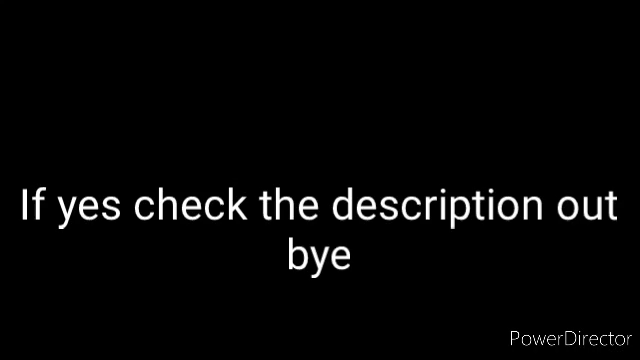 If yes check the description out
bye
PowerDirector